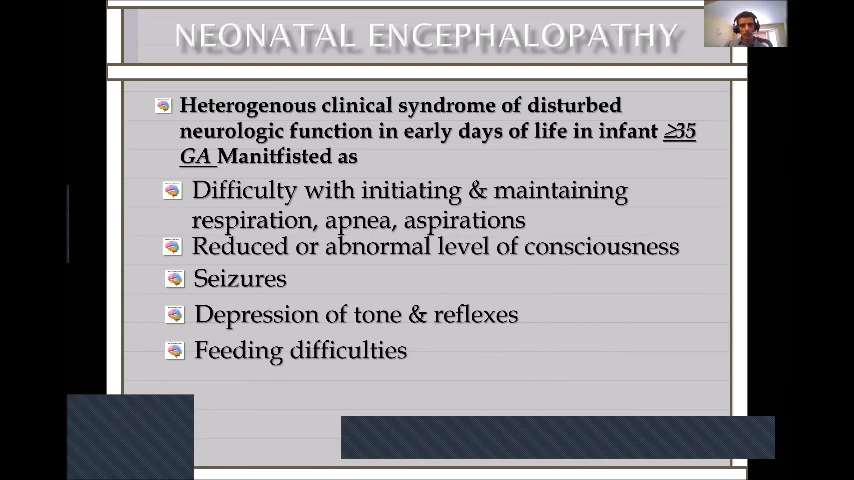 NEONATAL ENCEPHALOPATHY
Heterogenous clinical syndrome of disturbed
neurologic function in early days of life in infant ≥35
GA Manitfisted as
Difficulty with initiating & maintaining
respiration, apnea, aspirations
Reduced or abnormal level of consciousness
Seizures
Depression of tone & reflexes
Feeding difficulties